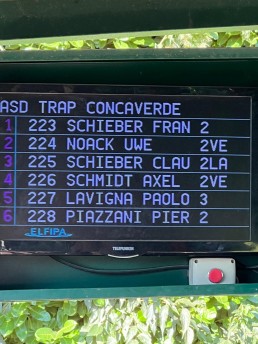 ASD TRAP CONCAVERDE
1 223 SCHIEBER FRAN 2
2 224 NOACK UWE 2VE
3 225 SCHIEBER CLAU 2LA
4 226 SCHMIDT AXEL 2VE
5 227 LAVIGNA PAOLO 3
6 228 PIAZZANI PIER 2
ELFIPA
TELEFUNKEN